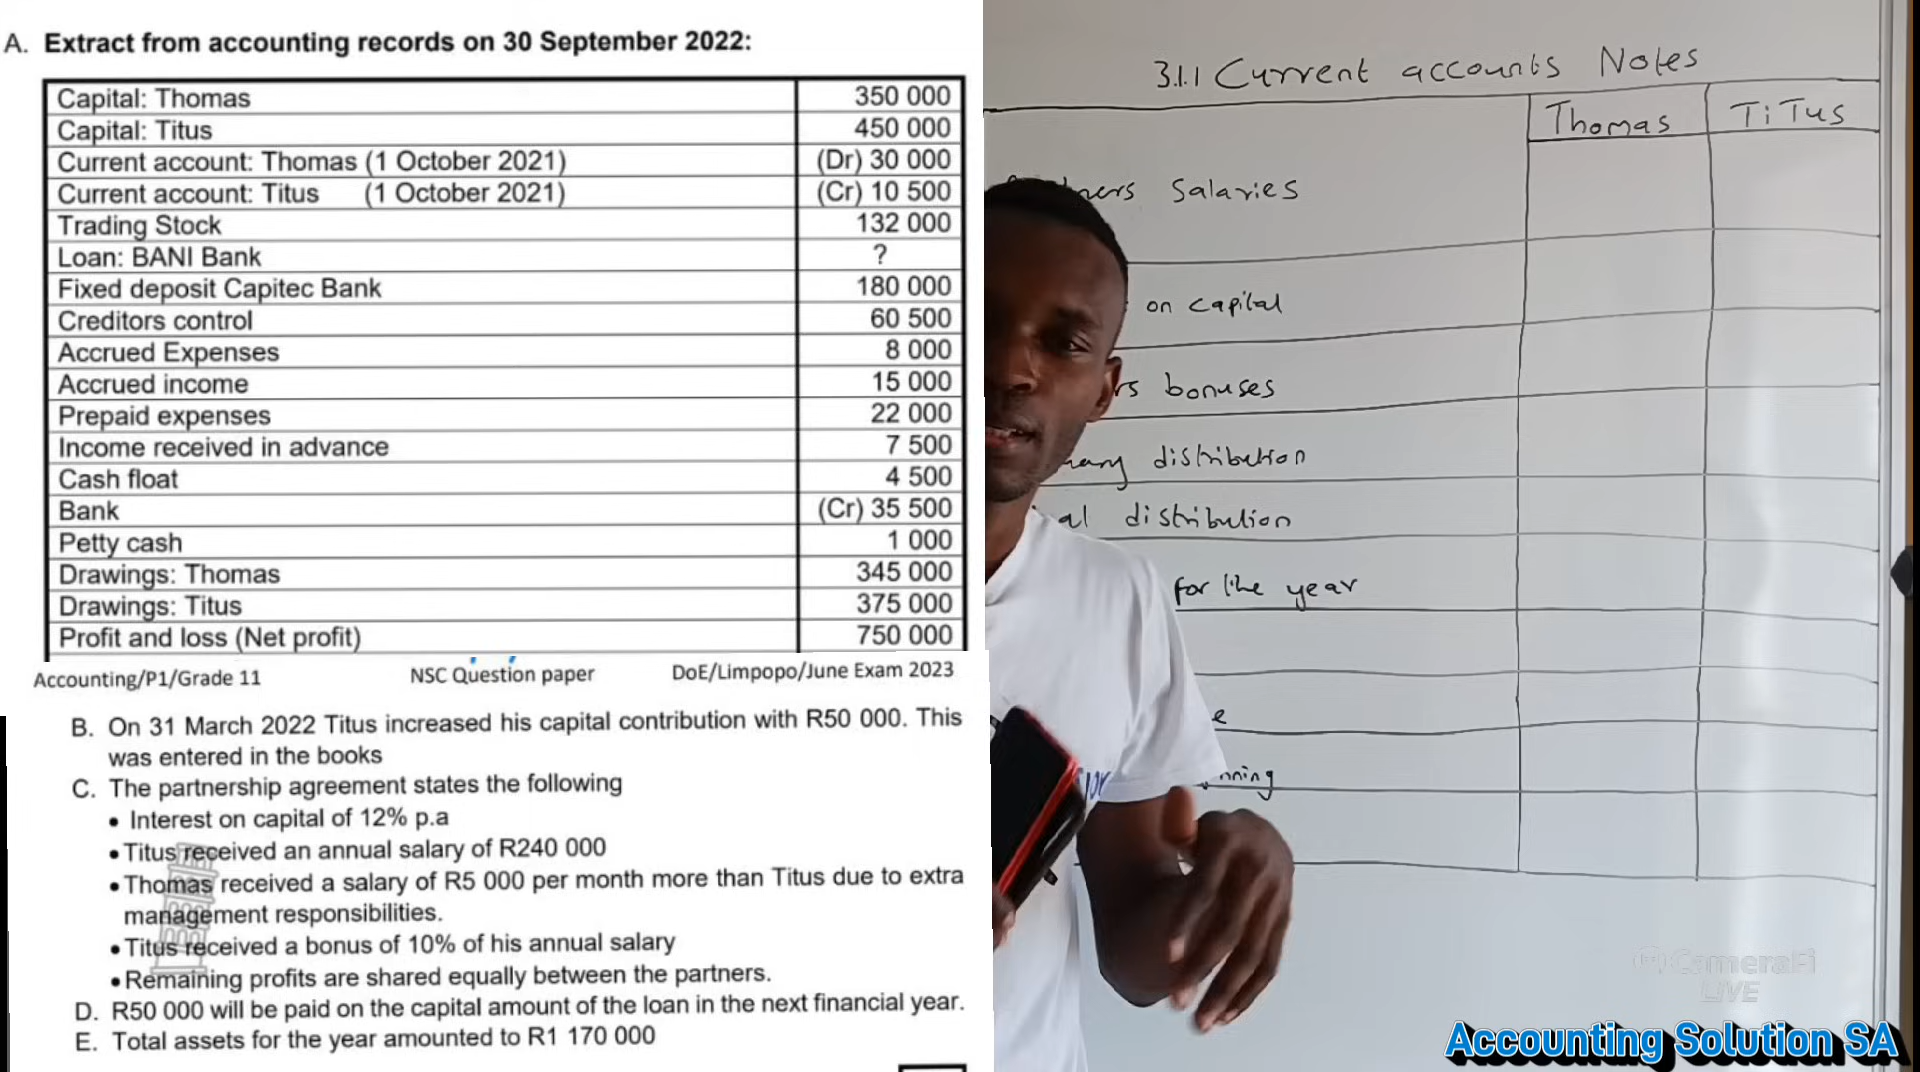 A. Extract from accounting records on 30 September 2022:
Capital: Thomas 350 000
Capital: Titus 450 000
Current account: Thomas (1 October 2021) (Dr) 30 000
Current account: Titus (1 October 2021) (Cr) 10 500
Trading Stock 132 000
Loan: BANI Bank ?
Fixed deposit Capitec Bank 180 000
Creditors control 60 500
Accrued Expenses 8 000
Accrued income 15 000
Prepaid expenses 22 000
Income received in advance 7 500
Cash float 4 500
Bank (Cr) 35 500
Petty cash 1 000
Drawings: Thomas 345 000
Drawings: Titus 375 000
Profit and loss (Net profit) 750 000
Accounting/P1/Grade 11 NSC Question paper DoE/Limpopo/June Exam 2023
B. On 31 March 2022 Titus increased his capital contribution with R50 000. This
was entered in the books
C. The partnership agreement states the following
• Interest on capital of 12% p.a
• Titus received an annual salary of R240 000
• Thomas received a salary of R5 000 per month more than Titus due to extra
management responsibilities.
• Titus received a bonus of 10% of his annual salary
• Remaining profits are shared equally between the partners.
D. R50 000 will be paid on the capital amount of the loan in the next financial year.
E. Total assets for the year amounted to R1 170 000
3.1.1 Current accounts Notes
Thomas TiTus
Salaries
on capital
bonuses
distribution
distribution
for the year
CameraFi
LIVE
Accounting Solution SA